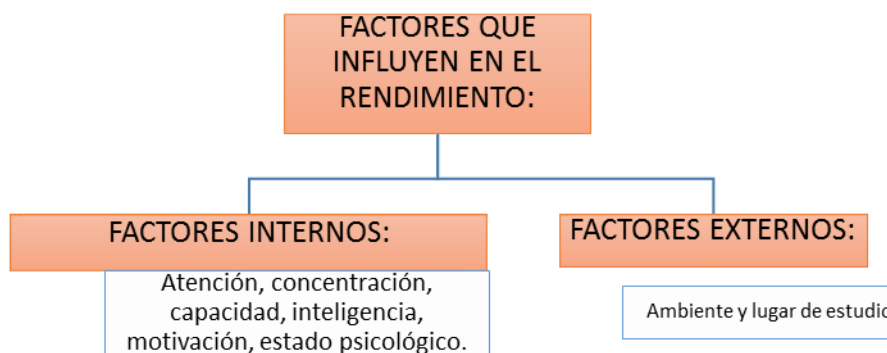 FACTORES QUE
INFLUYEN EN EL
RENDIMIENTO:
FACTORES INTERNOS:
Atención, concentración,
capacidad, inteligencia,
motivación, estado psicológico.
FACTORES EXTERNOS:
Ambiente y lugar de estudio